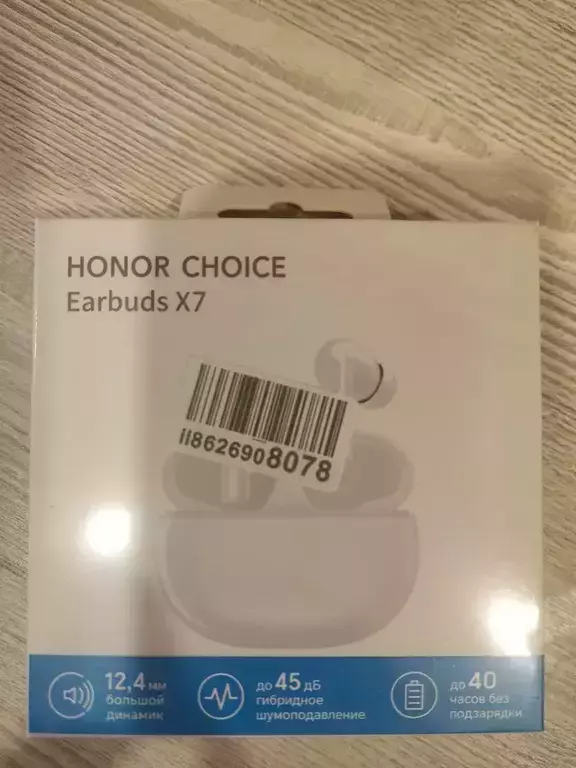 HONOR CHOICE
Earbuds X7
ii8626908078
12,4 мм
большой
динамик
до 45 дБ
гибридное
шумоподавление
до 40
часов без
подзарядки